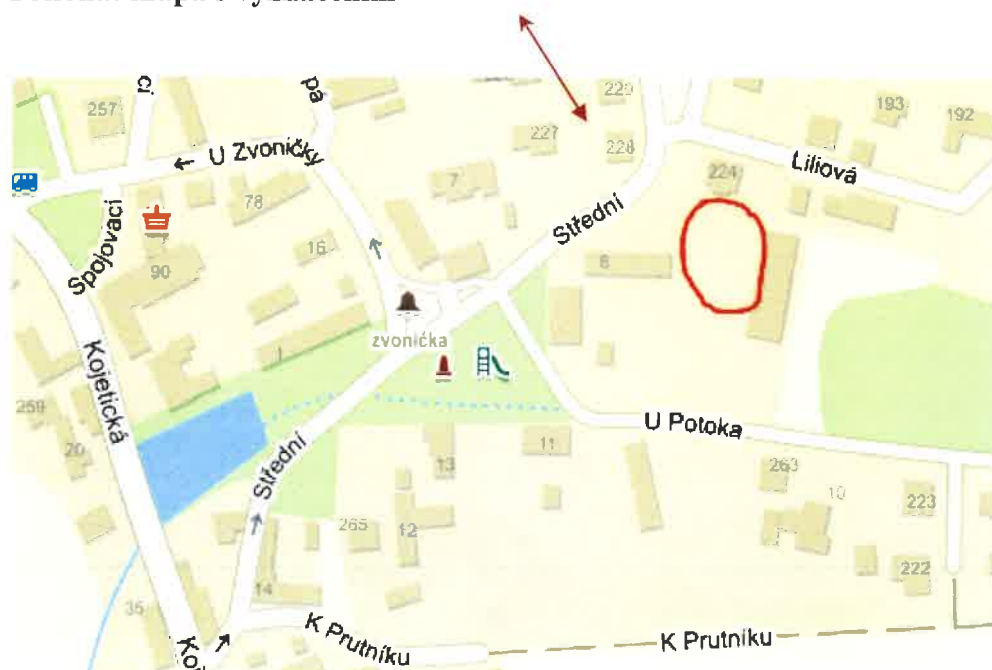 257
pá
229
193
192
227
228
U Zvoničky
Liliová
224
7
78
Spojovací
Střední
16
8
90
zvonička
Kojetická
259
U Potoka
20
11
Střední
13
263
10
223
265
12
222
14
35
K Prutníku
K Prutníku